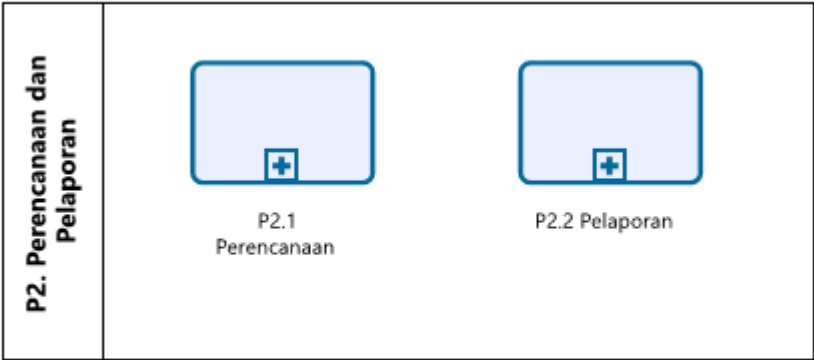 P2. Perencanaan dan
Pelaporan
P2.1
Perencanaan
P2.2 Pelaporan